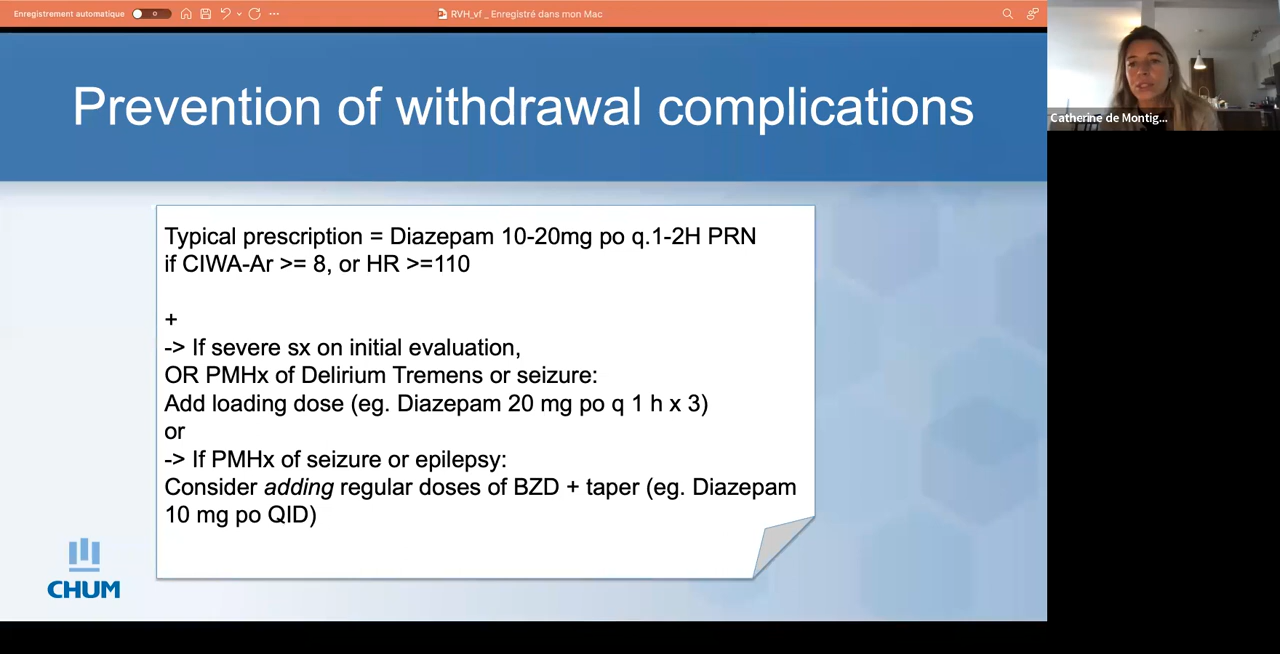 Enregistrement automatique
RVH_vf _ Enregistré dans mon Mac
Prevention of withdrawal complications
Typical prescription = Diazepam 10-20mg po q.1-2H PRN
if CIWA-Ar >= 8, or HR >=110
+
-> If severe sx on initial evaluation,
OR PMHx of Delirium Tremens or seizure:
Add loading dose (eg. Diazepam 20 mg po q 1 h x 3)
or
-> If PMHx of seizure or epilepsy:
Consider adding regular doses of BZD + taper (eg. Diazepam
10 mg po QID)
CHUM
Catherine de Montig...